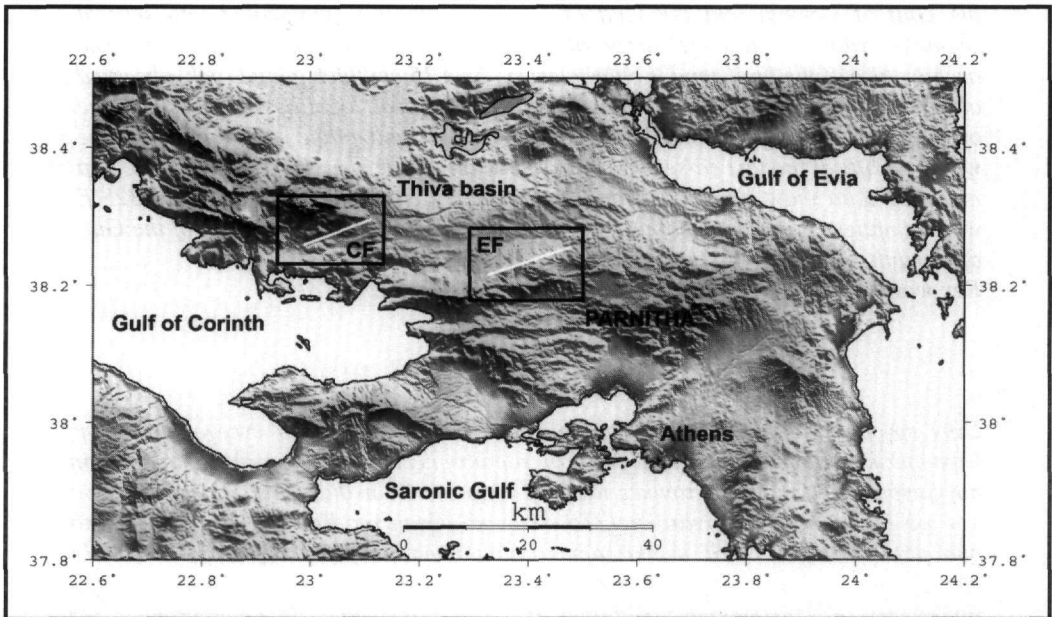 22.6° 22.8° 23° 23.2° 23.4° 23.6° 23.8° 24° 24.2°
38.4° 38.4°
Thiva basin
Gulf of Evia
CF
EF
38.2° 38.2°
Gulf of Corinth
PARNITHA
38° 38°
Athens
Saronic Gulf
km
0 20 40
37.8° 37.8°
22.6° 22.8° 23° 23.2° 23.4° 23.6° 23.8° 24° 24.2°